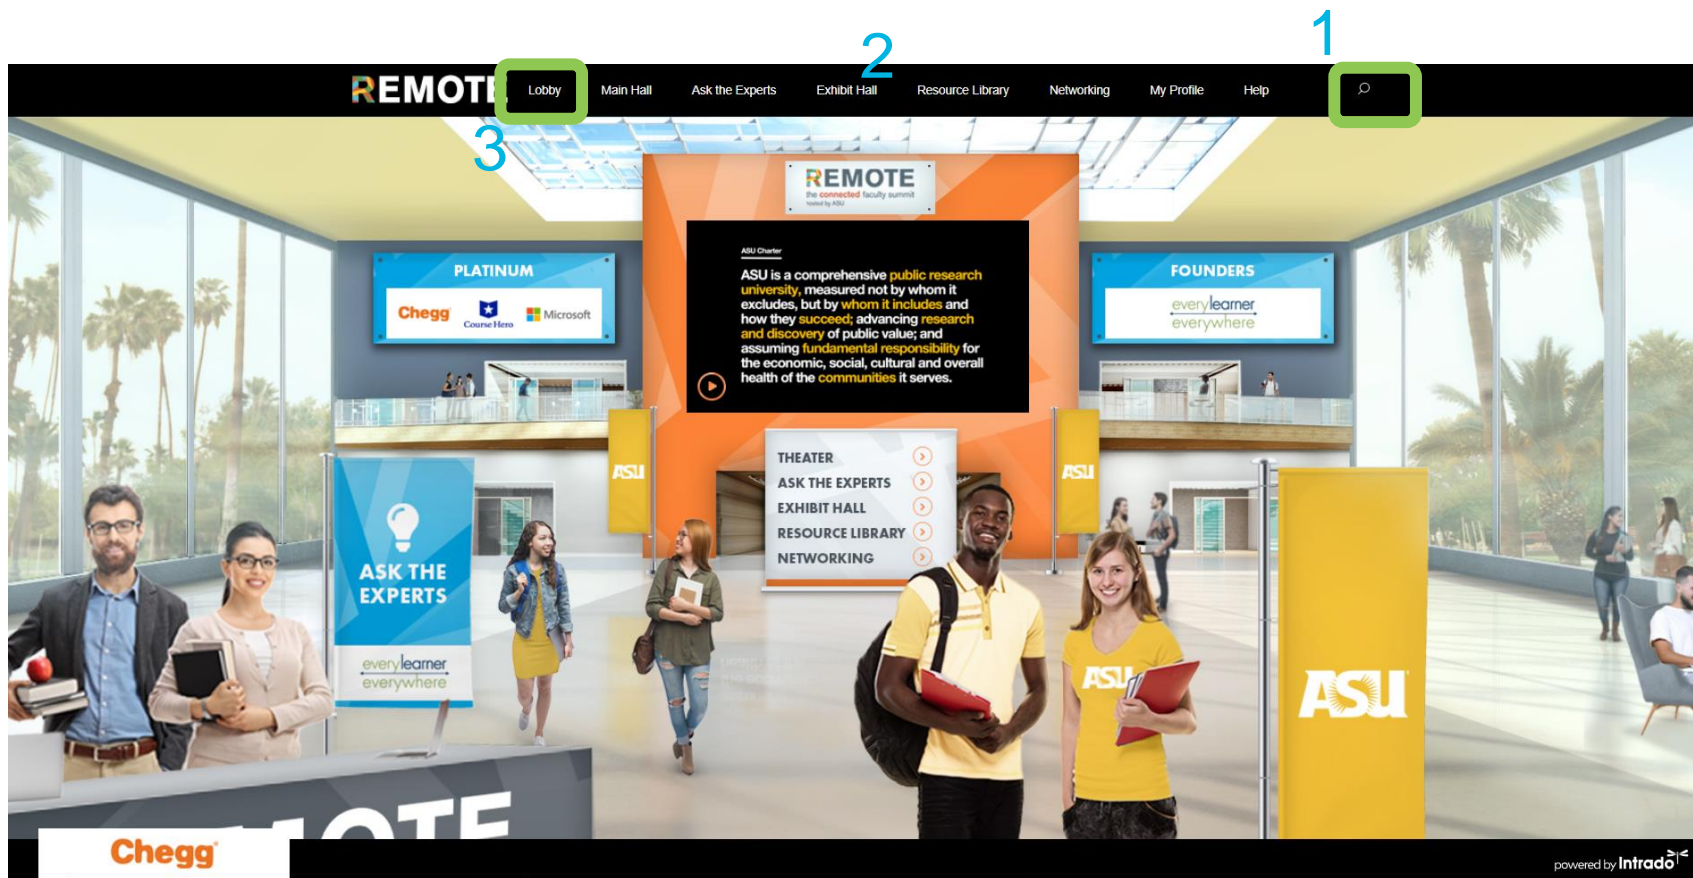 1
2
REMOTE Lobby Main Hall Ask the Experts Exhibit Hall Resource Library Networking My Profile Help
3
REMOTE
the connected faculty summit
hosted by ASU
PLATINUM
Chegg Course Hero Microsoft
ASU Charter
ASU is a comprehensive public research
university, measured not by whom it
excludes, but by whom it includes and
how they succeed; advancing research
and discovery of public value; and
assuming fundamental responsibility for
the economic, social, cultural and overall
health of the communities it serves.
FOUNDERS
everylearner
everywhere
ASU
ASU
THEATER
ASK THE EXPERTS
EXHIBIT HALL
RESOURCE LIBRARY
NETWORKING
ASK THE
EXPERTS
everylearner
everywhere
ASU
ASU
Chegg
powered by Intrado